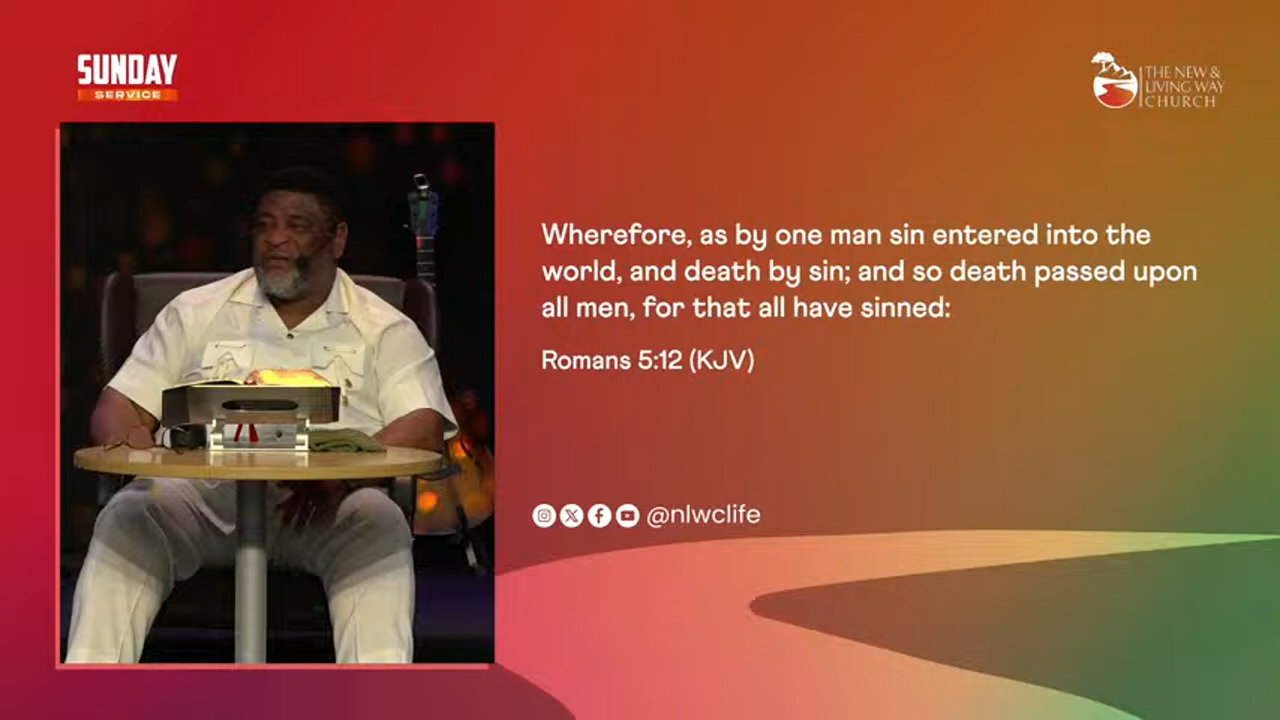 SUNDAY
SERVICE
THE NEW &
LIVING WAY
CHURCH
Wherefore, as by one man sin entered into the
world, and death by sin; and so death passed upon
all men, for that all have sinned:
Romans 5:12 (KJV)
@nlwclife